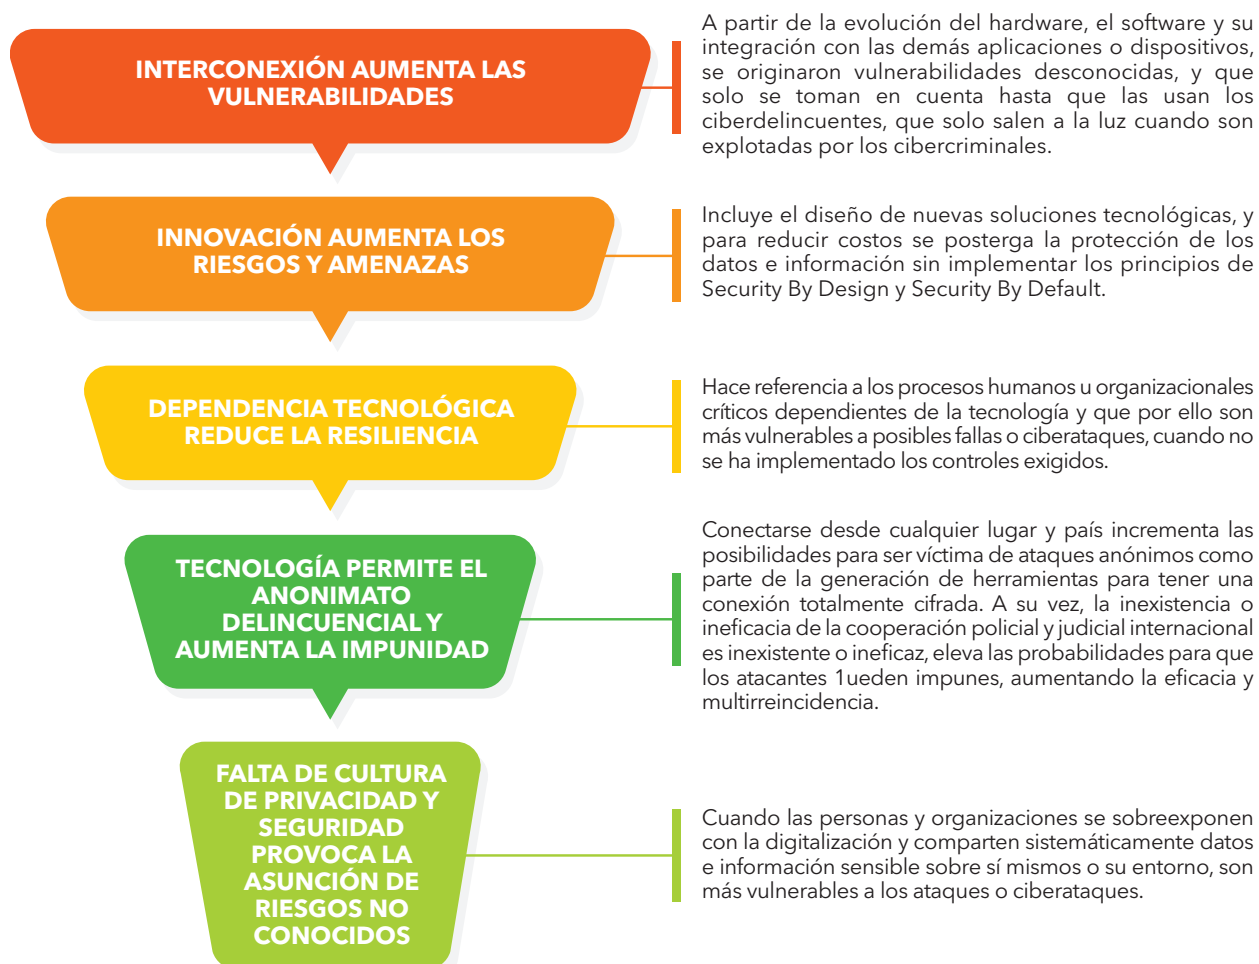 INTERCONEXIÓN AUMENTA LAS
VULNERABILIDADES
A partir de la evolución del hardware, el software y su
integración con las demás aplicaciones o dispositivos,
se originaron vulnerabilidades desconocidas, y que
solo se toman en cuenta hasta que las usan los
ciberdelincuentes, que solo salen a la luz cuando son
explotadas por los cibercriminales.
INNOVACIÓN AUMENTA LOS
RIESGOS Y AMENAZAS
Incluye el diseño de nuevas soluciones tecnológicas, y
para reducir costos se posterga la protección de los
datos e información sin implementar los principios de
Security By Design y Security By Default.
DEPENDENCIA TECNOLÓGICA
REDUCE LA RESILIENCIA
Hace referencia a los procesos humanos u organizacionales
críticos dependientes de la tecnología y que por ello son
más vulnerables a posibles fallas o ciberataques, cuando no
se ha implementado los controles exigidos.
TECNOLOGÍA PERMITE EL
ANONIMATO
DELINCUENCIAL Y
AUMENTA LA IMPUNIDAD
Conectarse desde cualquier lugar y país incrementa las
posibilidades para ser víctima de ataques anónimos como
parte de la generación de herramientas para tener una
conexión totalmente cifrada. A su vez, la inexistencia o
ineficacia de la cooperación policial y judicial internacional
es inexistente o ineficaz, eleva las probabilidades para que
los atacantes 1ueden impunes, aumentando la eficacia y
multirreincidencia.
FALTA DE CULTURA
DE PRIVACIDAD Y
SEGURIDAD
PROVOCA LA
ASUNCIÓN DE
RIESGOS NO
CONOCIDOS
Cuando las personas y organizaciones se sobreexponen
con la digitalización y comparten sistemáticamente datos
e información sensible sobre sí mismos o su entorno, son
más vulnerables a los ataques o ciberataques.